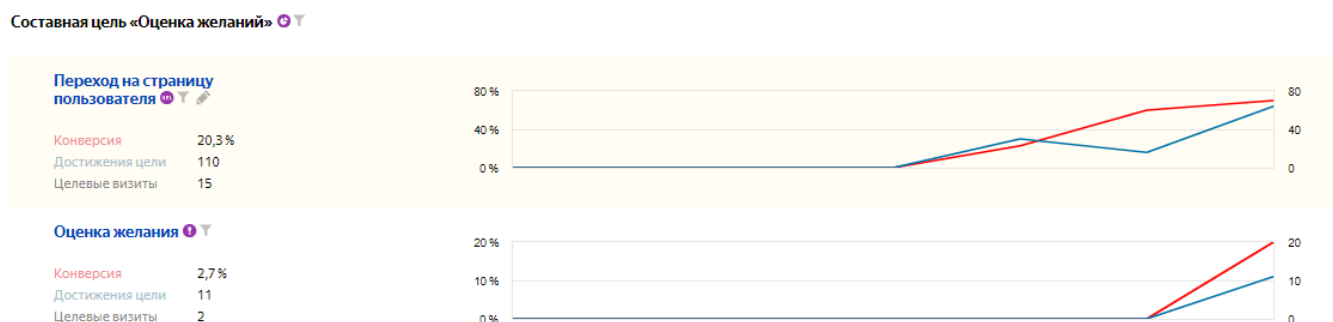 Составная цель «Оценка желаний»
Переход на страницу
пользователя
Конверсия 20,3 %
Достижения цели 110
Целевые визиты 15
80 % 80
40 % 40
0 % 0
Оценка желания
Конверсия 2,7 %
Достижения цели 11
Целевые визиты 2
20 % 20
10 % 10
0 % 0